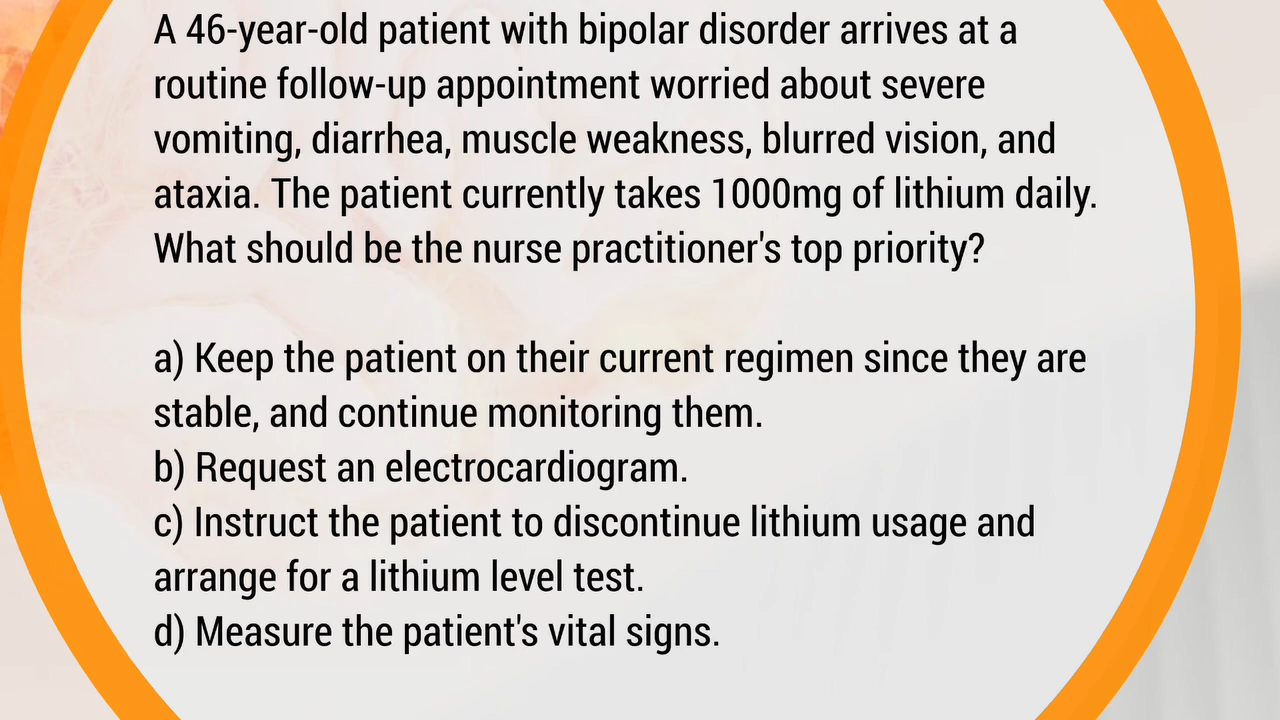 A 46-year-old patient with bipolar disorder arrives at a
routine follow-up appointment worried about severe
vomiting, diarrhea, muscle weakness, blurred vision, and
ataxia. The patient currently takes 1000mg of lithium daily.
What should be the nurse practitioner's top priority?
a) Keep the patient on their current regimen since they are
stable, and continue monitoring them.
b) Request an electrocardiogram.
c) Instruct the patient to discontinue lithium usage and
arrange for a lithium level test.
d) Measure the patient's vital signs.